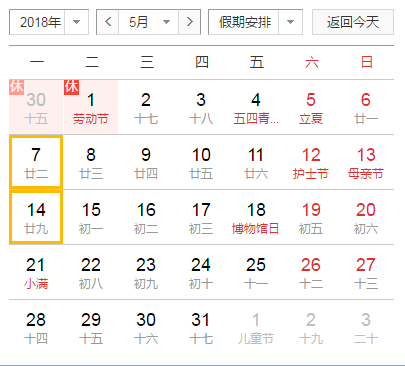 2018年 5月 假期安排 返回今天
一 二 三 四 五 六 日
休 休
30 1 2 3 4 5 6
十五 劳动节 十七 十八 五四青... 立夏 廿一
7 8 9 10 11 12 13
廿二 廿三 廿四 廿五 廿六 护士节 母亲节
14 15 16 17 18 19 20
廿九 初一 初二 初三 博物馆日 初五 初六
21 22 23 24 25 26 27
小满 初八 初九 初十 十一 十二 十三
28 29 30 31 1 2 3
十四 十五 十六 十七 儿童节 十九 二十